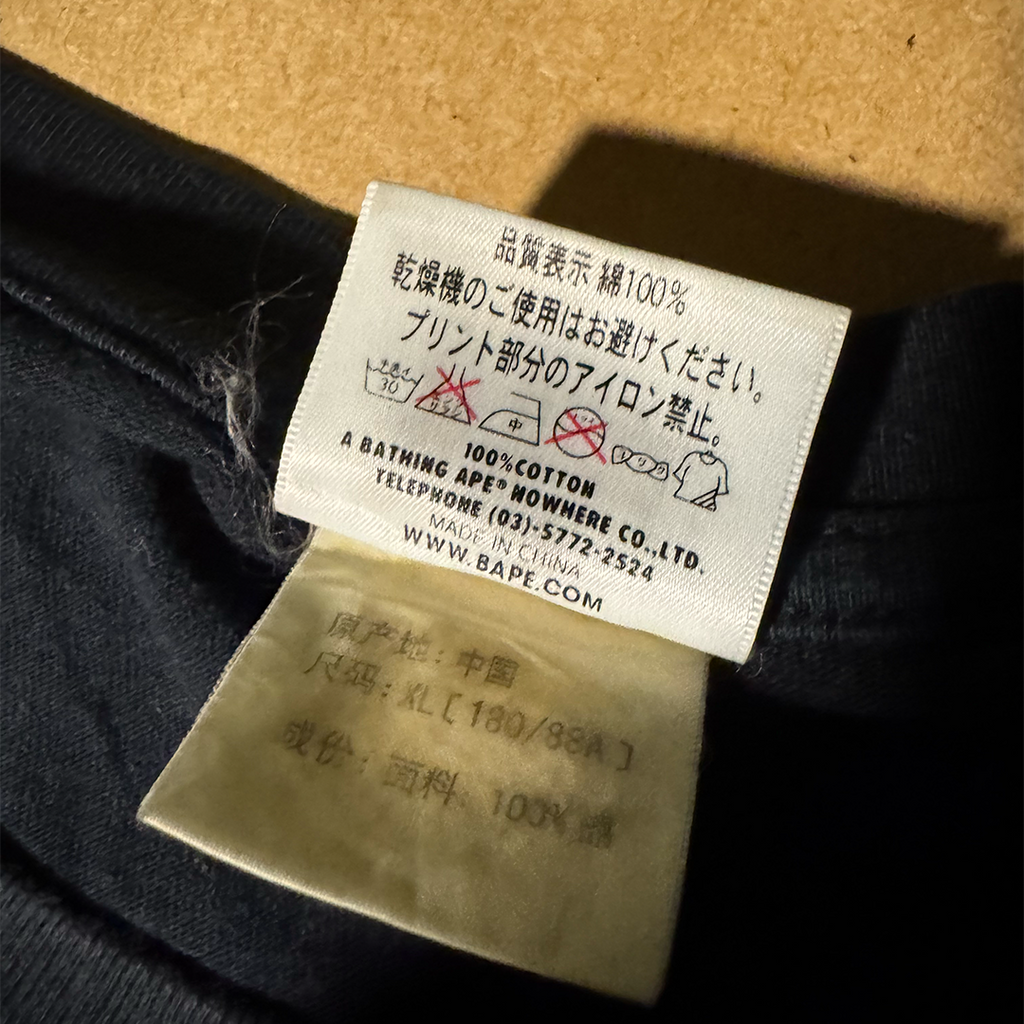 品質表示 綿100%
乾燥機のご使用はお避けください。
プリント部分のアイロン禁止。
30 中
100%COTTON
A BATHING APE® NOWHERE CO.,LTD.
TELEPHONE (03)-5772-2524
MADE IN CHINA
WWW.BAPE.COM
原产地:中国
尺码:XL[180/88A]
成份:面料:100%棉